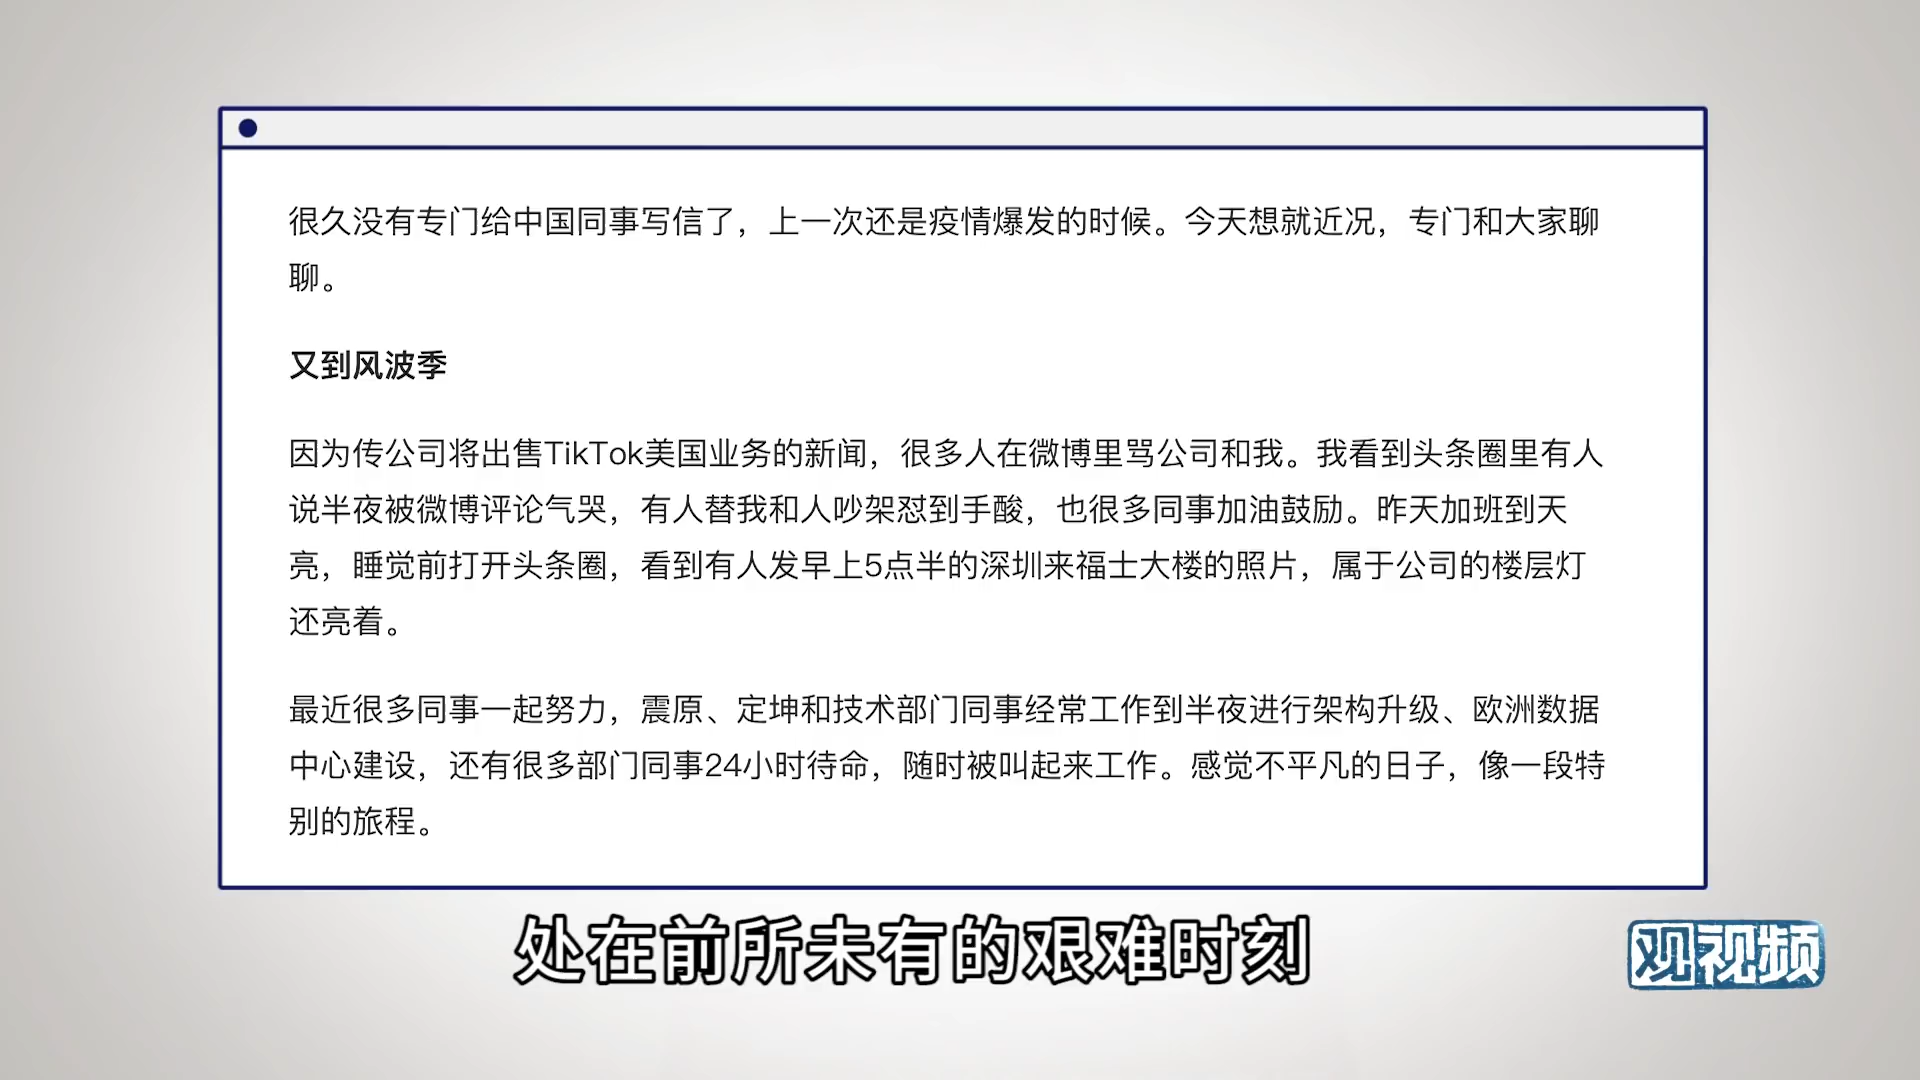 很久没有专门给中国同事写信了，上一次还是疫情爆发的时候。今天想就近况，专门和大家聊
聊。
又到风波季
因为传公司将出售TikTok美国业务的新闻，很多人在微博里骂公司和我。我看到头条圈里有人
说半夜被微博评论气哭，有人替我和人吵架怼到手酸，也很多同事加油鼓励。昨天加班到天
亮，睡觉前打开头条圈，看到有人发早上5点半的深圳来福士大楼的照片，属于公司的楼层灯
还亮着。
最近很多同事一起努力，震原、定坤和技术部门同事经常工作到半夜进行架构升级、欧洲数据
中心建设，还有很多部门同事24小时待命，随时被叫起来工作。感觉不平凡的日子，像一段特
别的旅程。
处在前所未有的艰难时刻
观视频